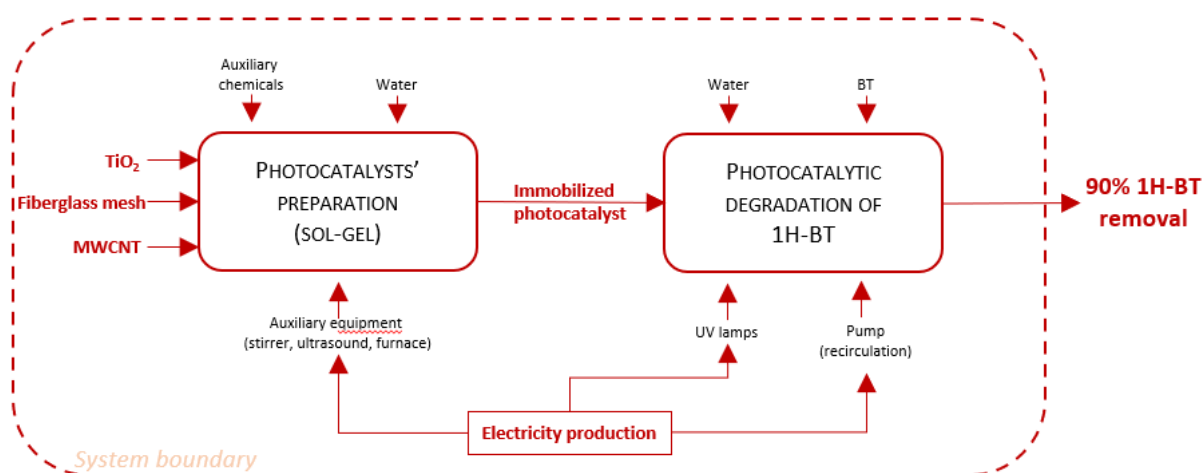 Auxiliary
chemicals
Water
Water
BT
TiO₂
Fiberglass mesh
MWCNT
PHOTOCATALYSTS’
PREPARATION
(SOL-GEL)
Immobilized
photocatalyst
PHOTOCATALYTIC
DEGRADATION OF
1H-BT
90% 1H-BT
removal
Auxiliary equipment
(stirrer, ultrasound, furnace)
UV lamps
Pump
(recirculation)
Electricity production
System boundary